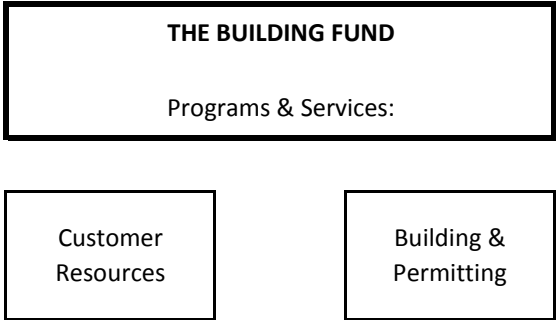 THE BUILDING FUND
Programs & Services:
Customer
Resources
Building &
Permitting